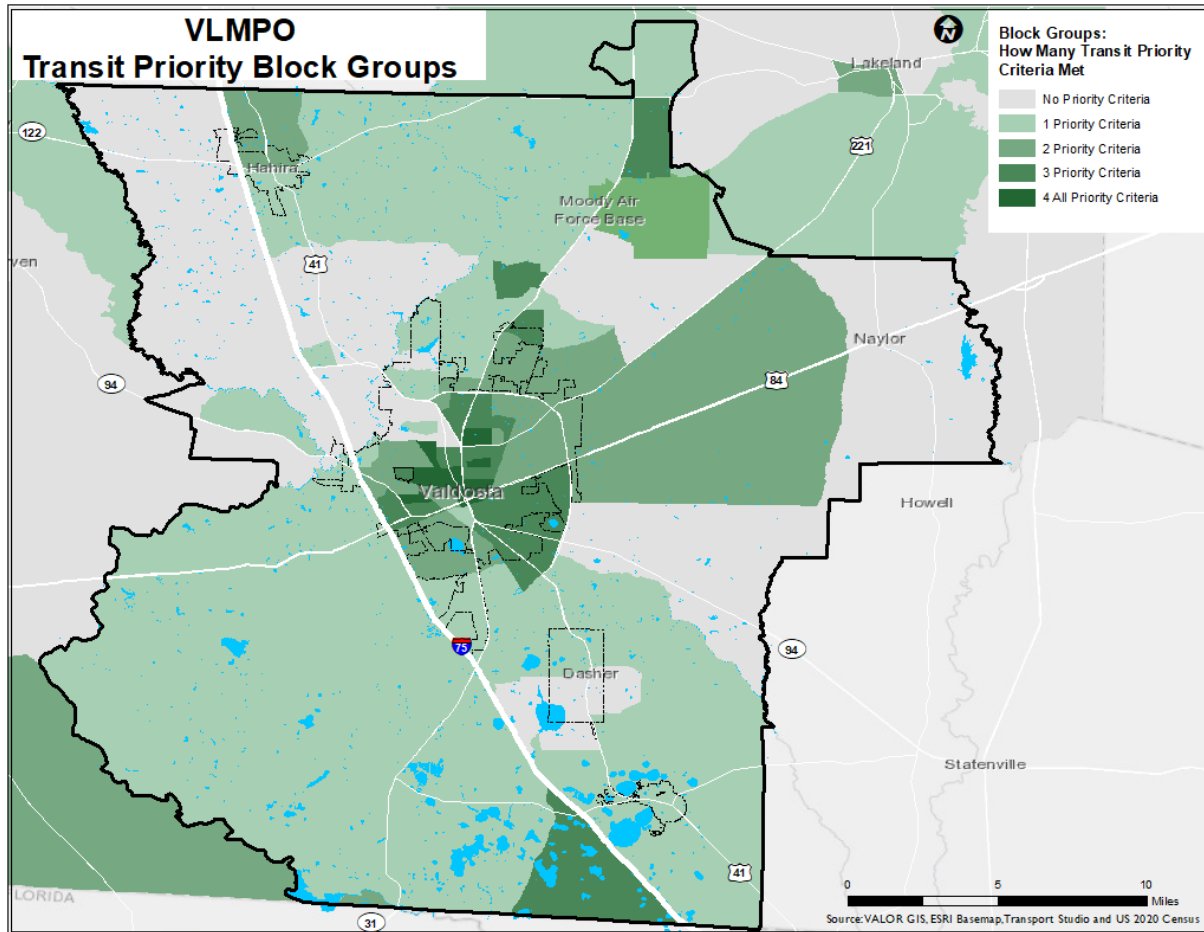 VLMPO
Transit Priority Block Groups
N
Block Groups:
How Many Transit Priority
Criteria Met
No Priority Criteria
1 Priority Criteria
2 Priority Criteria
3 Priority Criteria
4 All Priority Criteria
Lakeland
122
221
Hahira
Moody Air
Force Base
ven
41
Naylor
94
84
Valdosta
Howell
75
94
Dasher
Statenville
41
LORIDA
31
0 5 10
Miles
Source:VALOR GIS, ESRI Basemap,Transport Studio and US 2020 Census